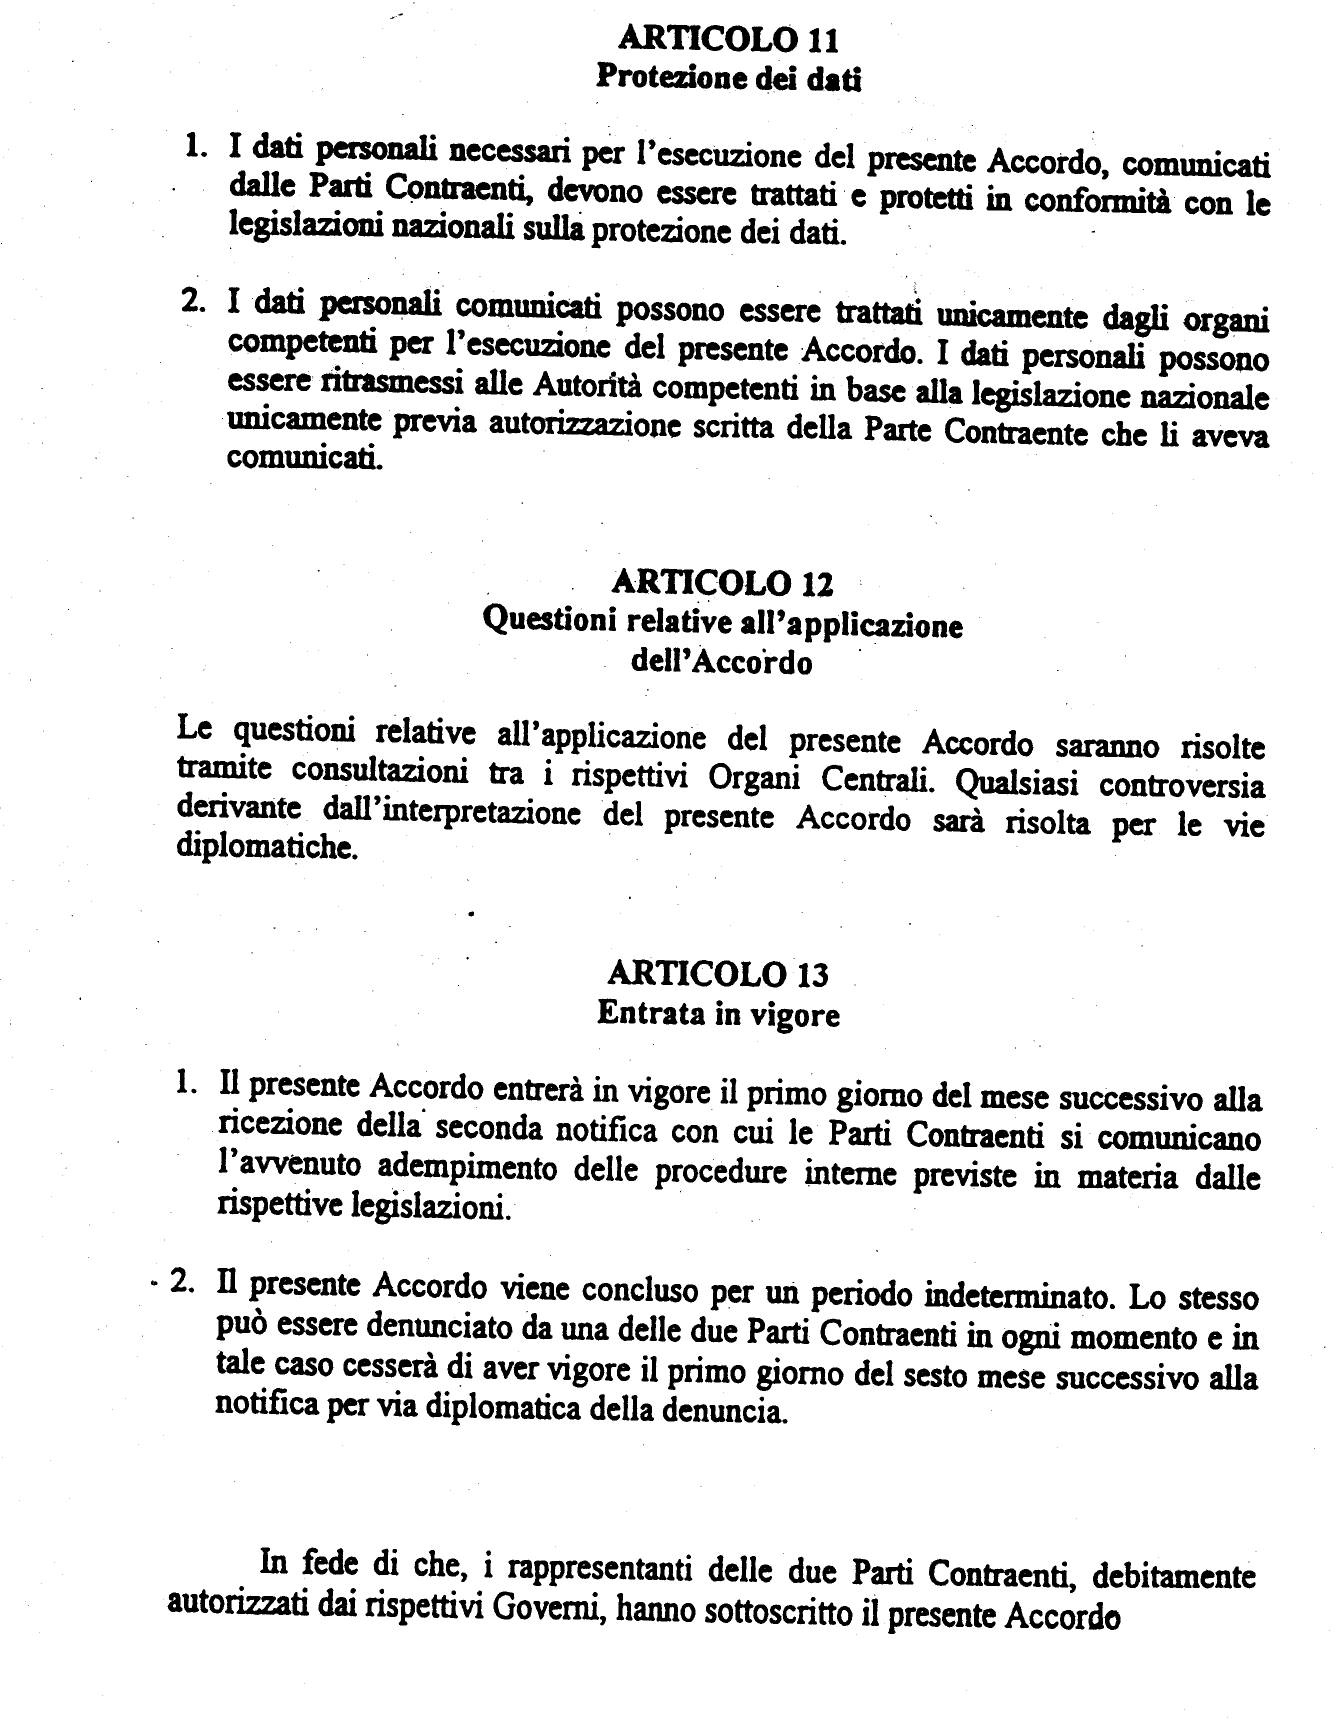 ARTICOLO 11
Protezione dei dati
1. I dati personali necessari per l'esecuzione del presente Accordo, comunicati
dalle Parti Contraenti, devono essere trattati e protetti in conformità con le
legislazioni nazionali sulla protezione dei dati.
2. I dati personali comunicati possono essere trattati unicamente dagli organi
competenti per l'esecuzione del presente Accordo. I dati personali possono
essere ritrasmessi alle Autorità competenti in base alla legislazione nazionale
unicamente previa autorizzazione scritta della Parte Contraente che li aveva
comunicati.
ARTICOLO 12
Questioni relative all'applicazione
dell'Accordo
Le questioni relative all'applicazione del presente Accordo saranno risolte
tramite consultazioni tra i rispettivi Organi Centrali. Qualsiasi controversia
derivante dall'interpretazione del presente Accordo sarà risolta per le vie
diplomatiche.
ARTICOLO 13
Entrata in vigore
1. Il presente Accordo entrerà in vigore il primo giorno del mese successivo alla
ricezione della seconda notifica con cui le Parti Contraenti si comunicano
l'avvenuto adempimento delle procedure interne previste in materia dalle
rispettive legislazioni.
2. Il presente Accordo viene concluso per un periodo indeterminato. Lo stesso
può essere denunciato da una delle due Parti Contraenti in ogni momento e in
tale caso cesserà di aver vigore il primo giorno del sesto mese successivo alla
notifica per via diplomatica della denuncia.
In fede di che, i rappresentanti delle due Parti Contraenti, debitamente
autorizzati dai rispettivi Governi, hanno sottoscritto il presente Accordo